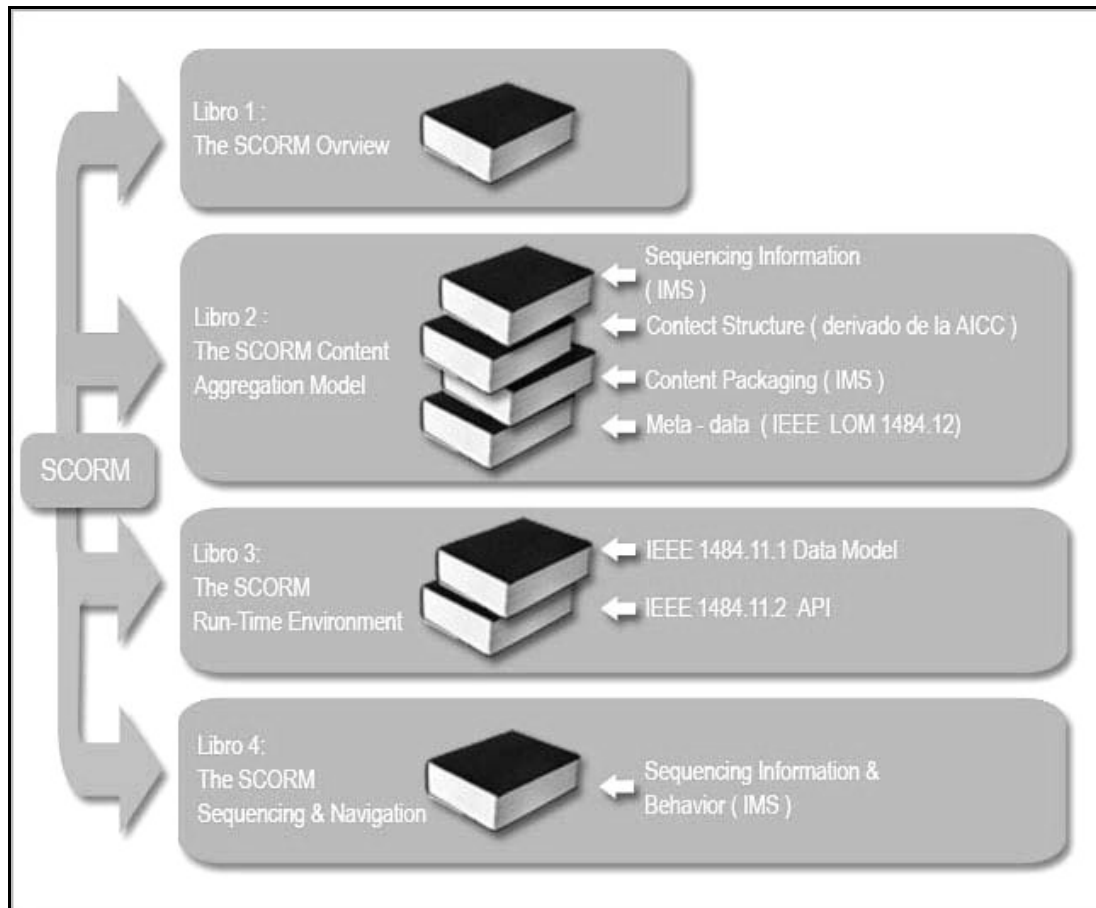 SCORM
Libro 1 :
The SCORM Ovrview
Libro 2 :
The SCORM Content
Aggregation Model
Sequencing Information
( IMS )
Contect Structure ( derivado de la AICC )
Content Packaging ( IMS )
Meta - data ( IEEE LOM 1484.12)
Libro 3:
The SCORM
Run-Time Environment
IEEE 1484.11.1 Data Model
IEEE 1484.11.2 API
Libro 4:
The SCORM
Sequencing & Navigation
Sequencing Information &
Behavior ( IMS )